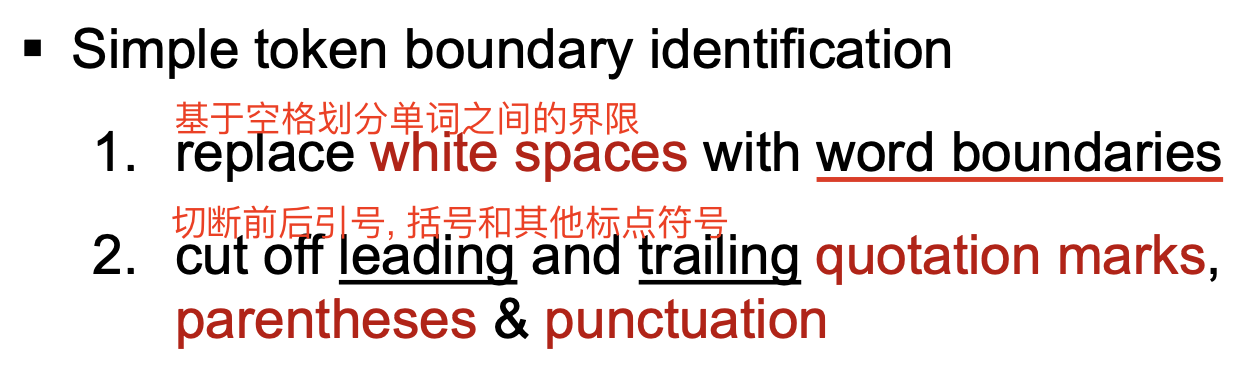 ▪ Simple token boundary identification
基于空格划分单词之间的界限
1. replace white spaces with word boundaries
切断前后引号, 括号和其他标点符号
2. cut off leading and trailing quotation marks,
parentheses & punctuation